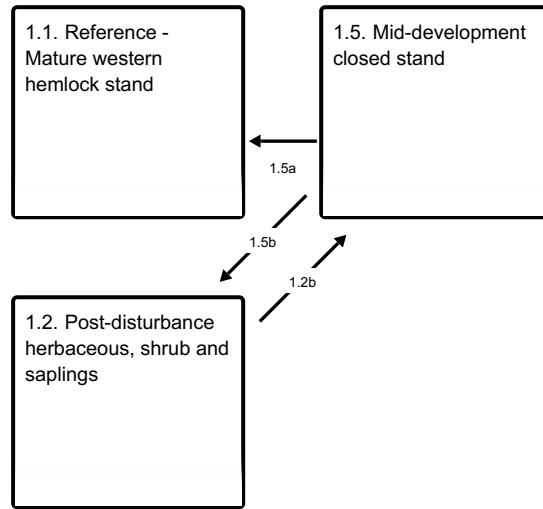 1.1. Reference -
Mature western
hemlock stand
1.5. Mid-development
closed stand
1.5a
1.5b
1.2b
1.2. Post-disturbance
herbaceous, shrub and
saplings